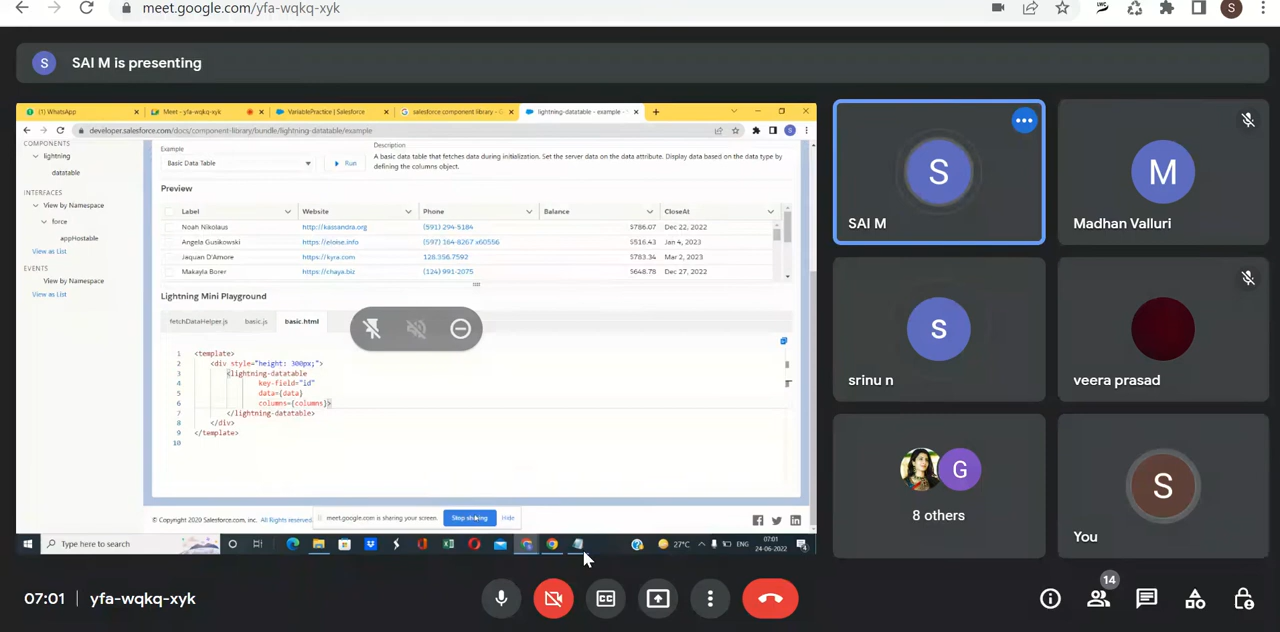 meet.google.com/yfa-wqkq-xyk
S
S SAI M is presenting
(1) WhatsApp
Meet - yfa-wqkq-xyk
VariablePractice | Salesforce
salesforce component library -
lightning-datatable - example -
developer.salesforce.com/docs/component-library/bundle/lightning-datatable/example
COMPONENTS
lightning
datatable
INTERFACES
View by Namespace
force
appHostable
View as List
EVENTS
View by Namespace
View as List
Example
Basic Data Table
Run
Description
A basic data table that fetches data during initialization. Set the server data on the data attribute. Display data based on the data type by
defining the columns object.
Preview
Label Website Phone Balance CloseAt
Noah Nikolaus http://kassandra.org (591) 294-5184 $786.07 Dec 22, 2022
Angela Gusikowski https://eloise.info (597) 164-8267 x60556 $516.43 Jan 4, 2023
Jaquan D'Amore https://kyra.com 128.356.7592 $783.34 Mar 2, 2023
Makayla Borer https://chaya.biz (124) 991-2075 $648.78 Dec 27, 2022
Lightning Mini Playground
fetchDataHelper.js basic.js basic.html
1 <template>
2 <div style="height: 300px;">
3 <lightning-datatable
4 key-field="id"
5 data={data}
6 columns={columns}>
7 </lightning-datatable>
8 </div>
9 </template>
10
© Copyright 2020 Salesforce.com, inc. All Rights reserved.
meet.google.com is sharing your screen. Stop sharing Hide
Type here to search
27°C ENG 07:01
24-06-2022
4
S
SAI M
M
Madhan Valluri
S
srinu n
veera prasad
G
8 others
S
You
07:01 | yfa-wqkq-xyk
CC
14